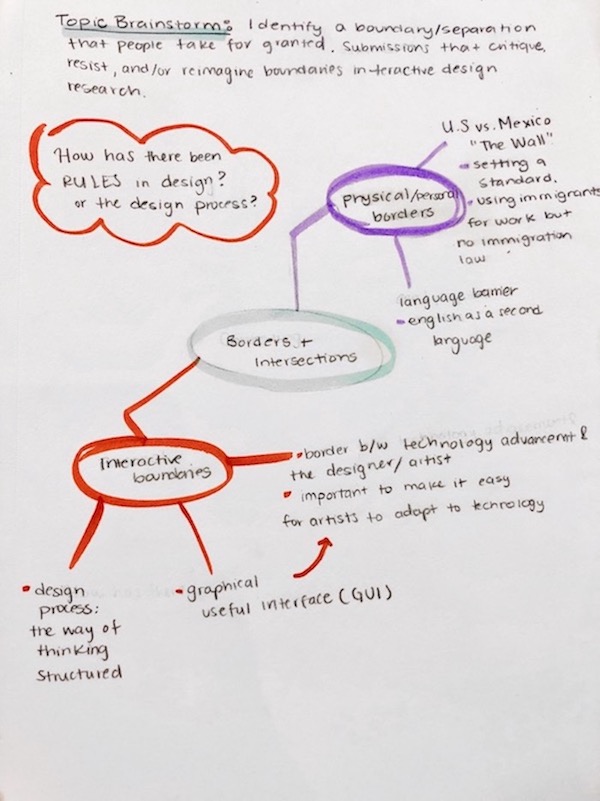 Topic Brainstorm: Identify a boundary/separation
that people take for granted. Submissions that critique,
resist, and/or reimagine boundaries interactive design
research.
How has there been
RULES in design?
or the design process?
U.S vs. Mexico
"The Wall"
setting a
standard.
using immigrants
for work but
no immigration
law
physical/personal
borders
language barrier
english as a second
language
Borders +
Intersections
Interactive
boundaries
border b/w technology advancemt &
the designer/artist
important to make it easy
for artists to adapt to technology
design
process:
the way of
thinking
structured
graphical
useful interface (GUI)